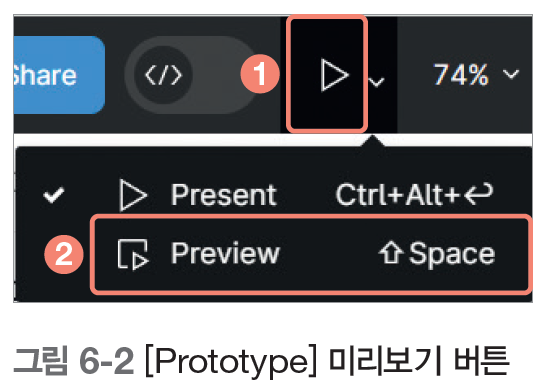 Share </> 1 74%
Present Ctrl+Alt+↩
2 Preview ⇧Space
그림 6-2 [Prototype] 미리보기 버튼